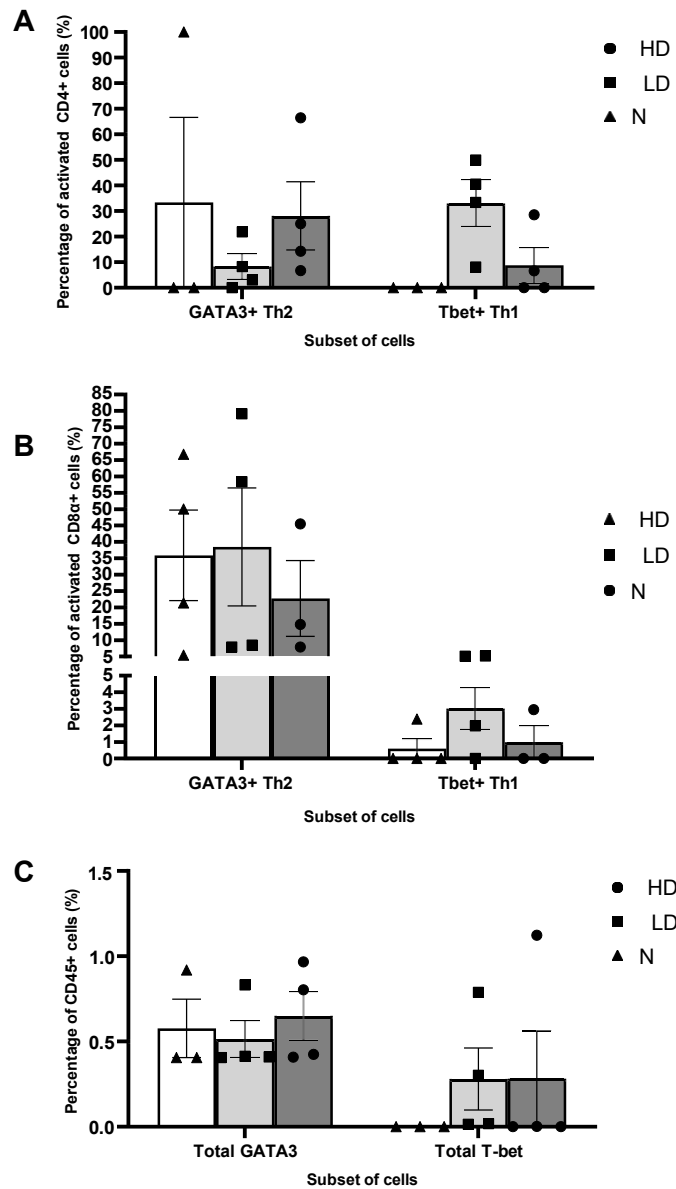 A
Percentage of activated CD4+ cells (%)
100
90
80
70
60
50
40
30
20
10
0
GATA3+ Th2
Tbet+ Th1
Subset of cells
HD
LD
N
B
Percentage of activated CD8α+ cells (%)
85
80
75
70
65
60
55
50
45
40
35
30
25
20
15
10
5
5
4
3
2
1
0
GATA3+ Th2
Tbet+ Th1
Subset of cells
HD
LD
N
C
Percentage of CD45+ cells (%)
1.5
1.0
0.5
0.0
Total GATA3
Total T-bet
Subset of cells
HD
LD
N